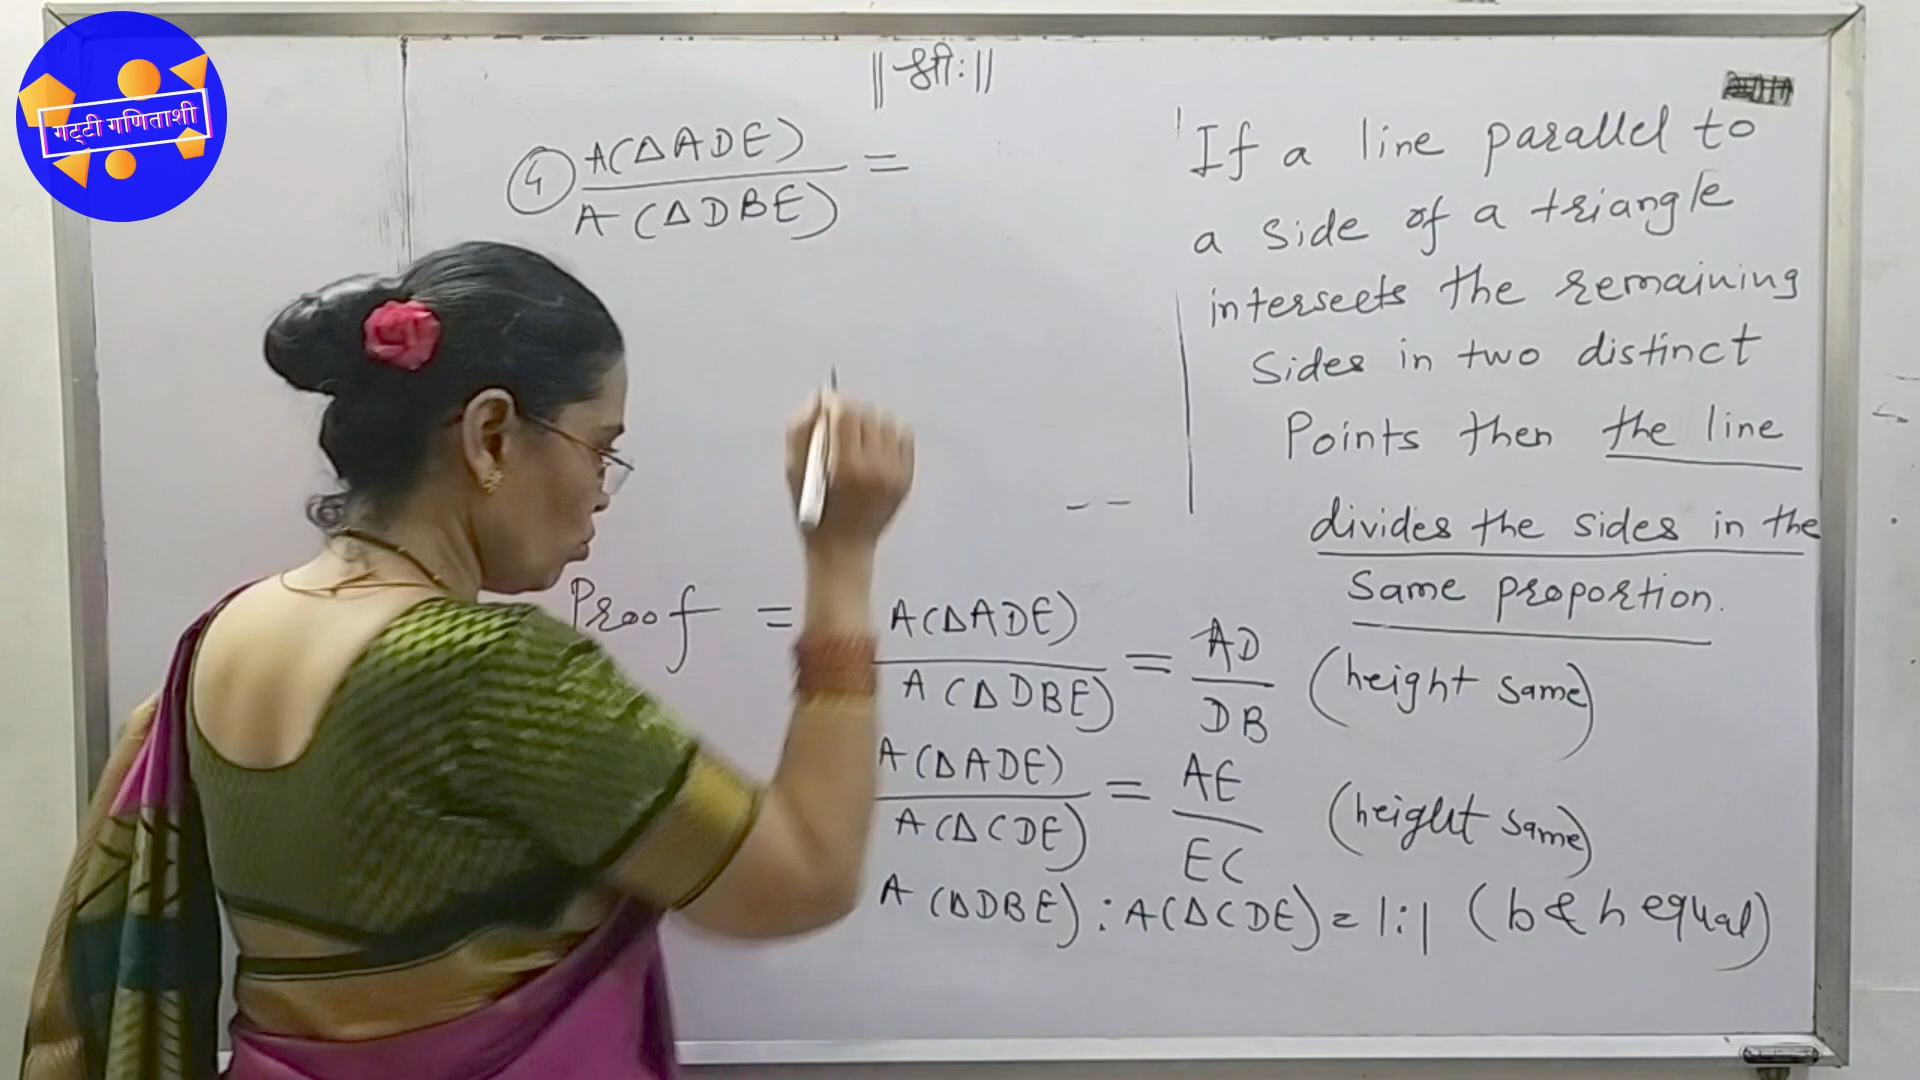 गट्टी गणिताशी
|| श्रीः ||
④ A(∆ADE) / A(∆DBE) =
'If a line parallel to
a side of a triangle
intersects the remaining
sides in two distinct
Points then the line
divides the sides in the
same proportion.
Proof = A(∆ADE) / A(∆DBE) = AD / DB (height same)
A(∆ADE) / A(∆CDE) = AE / EC (height same)
A(∆DBE) : A(∆CDE) = 1:1 (b & h equal)